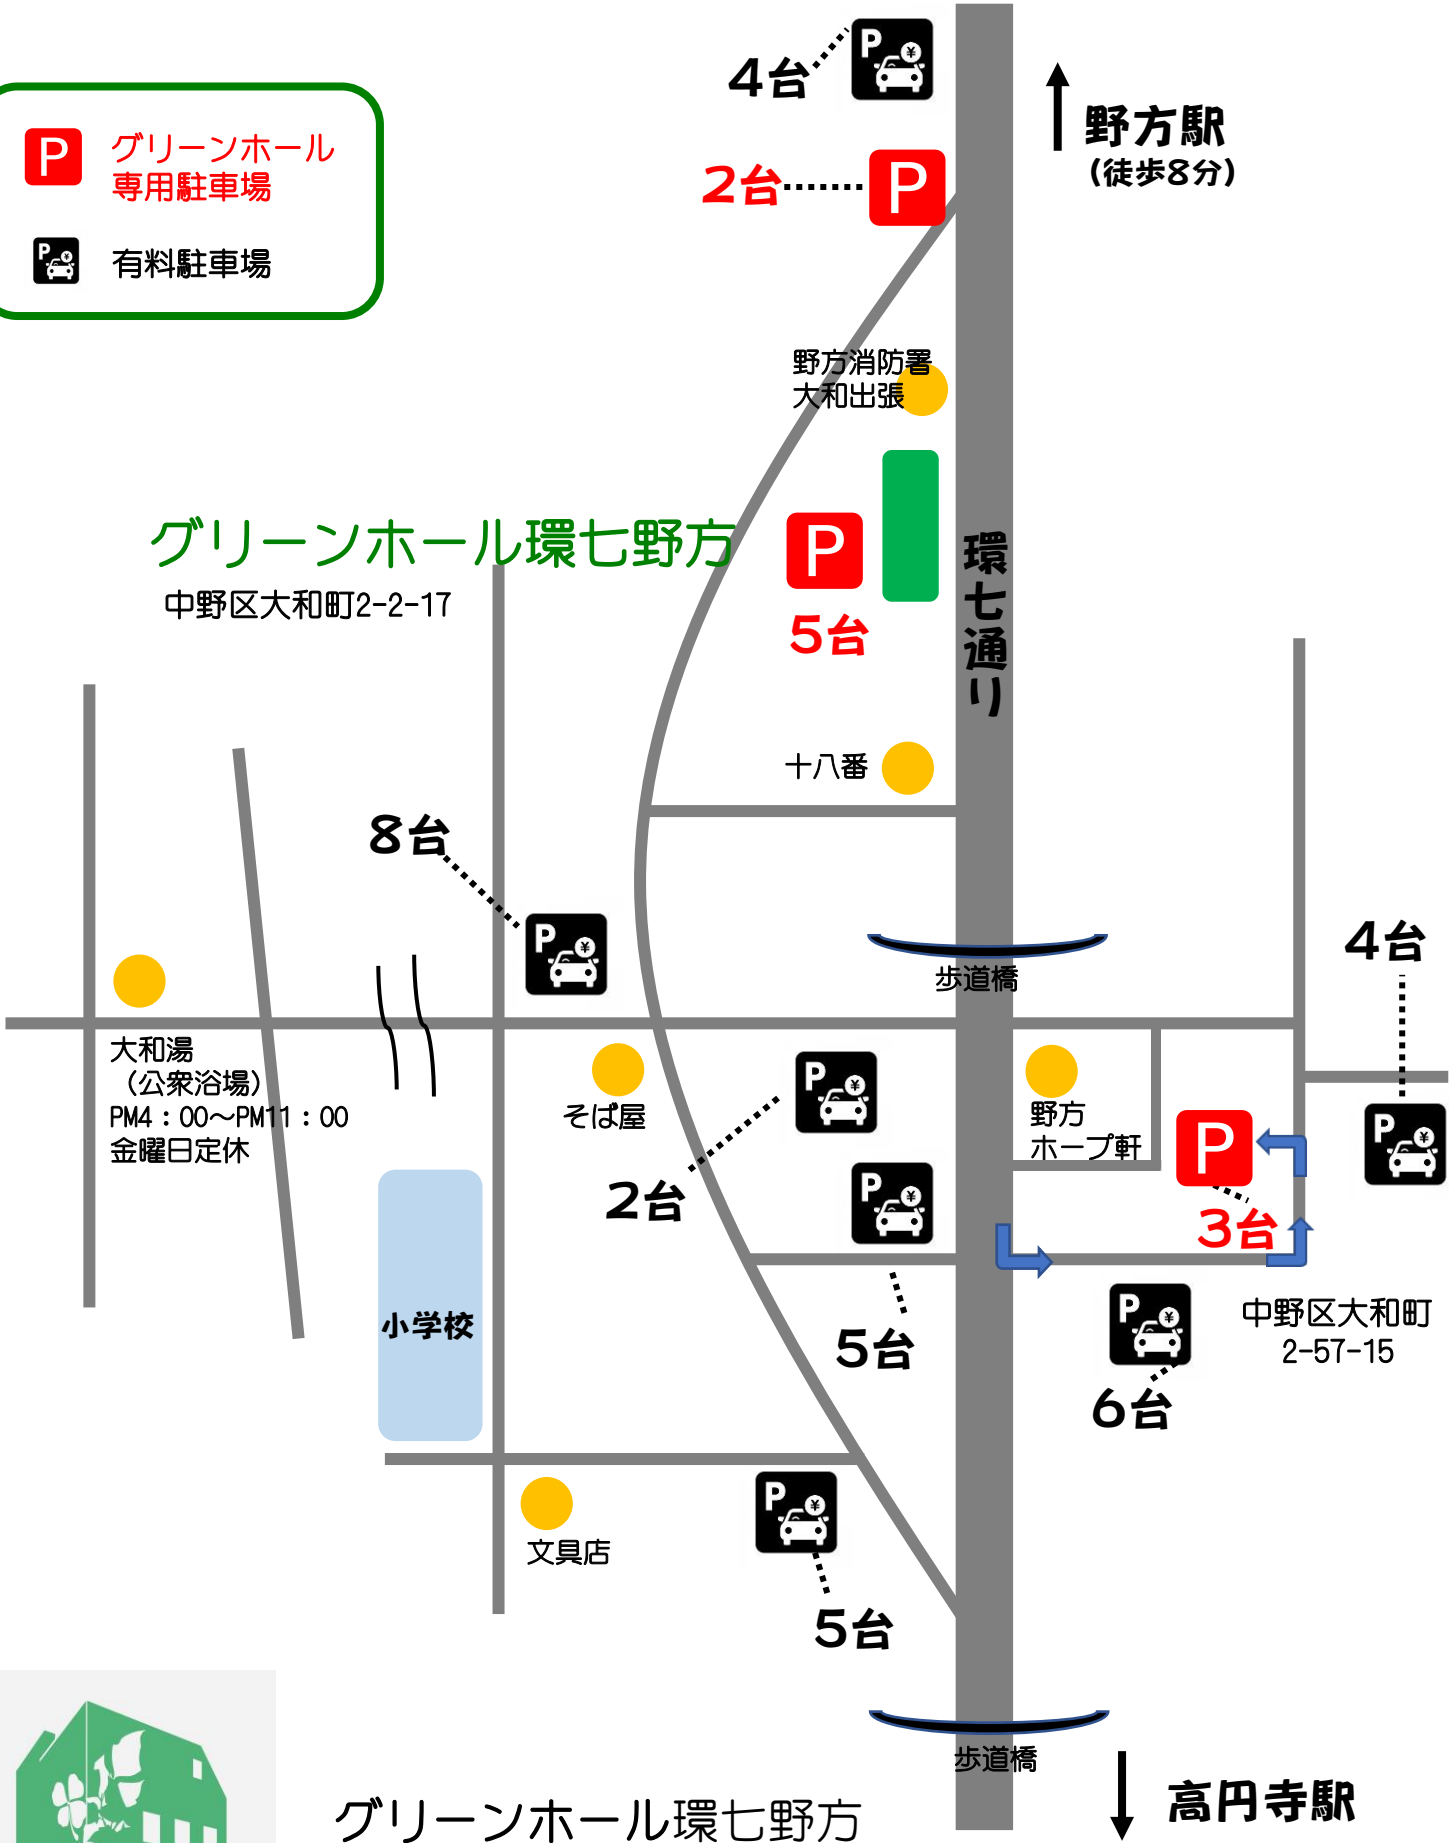 P
¥
4台
P
グリーンホール
専用駐車場
P
¥
有料駐車場
2台
P
野方駅
(徒歩8分)
野方消防署
大和出張
グリーンホール環七野方
中野区大和町2-2-17
P
5台
環七通り
十八番
8台
P
¥
歩道橋
4台
大和湯
（公衆浴場）
PM4：00～PM11：00
金曜日定休
そば屋
P
¥
2台
野方
ホープ軒
P
3台
P
¥
P
¥
5台
小学校
P
¥
6台
中野区大和町
2-57-15
文具店
P
¥
5台
歩道橋
高円寺駅
グリーンホール環七野方